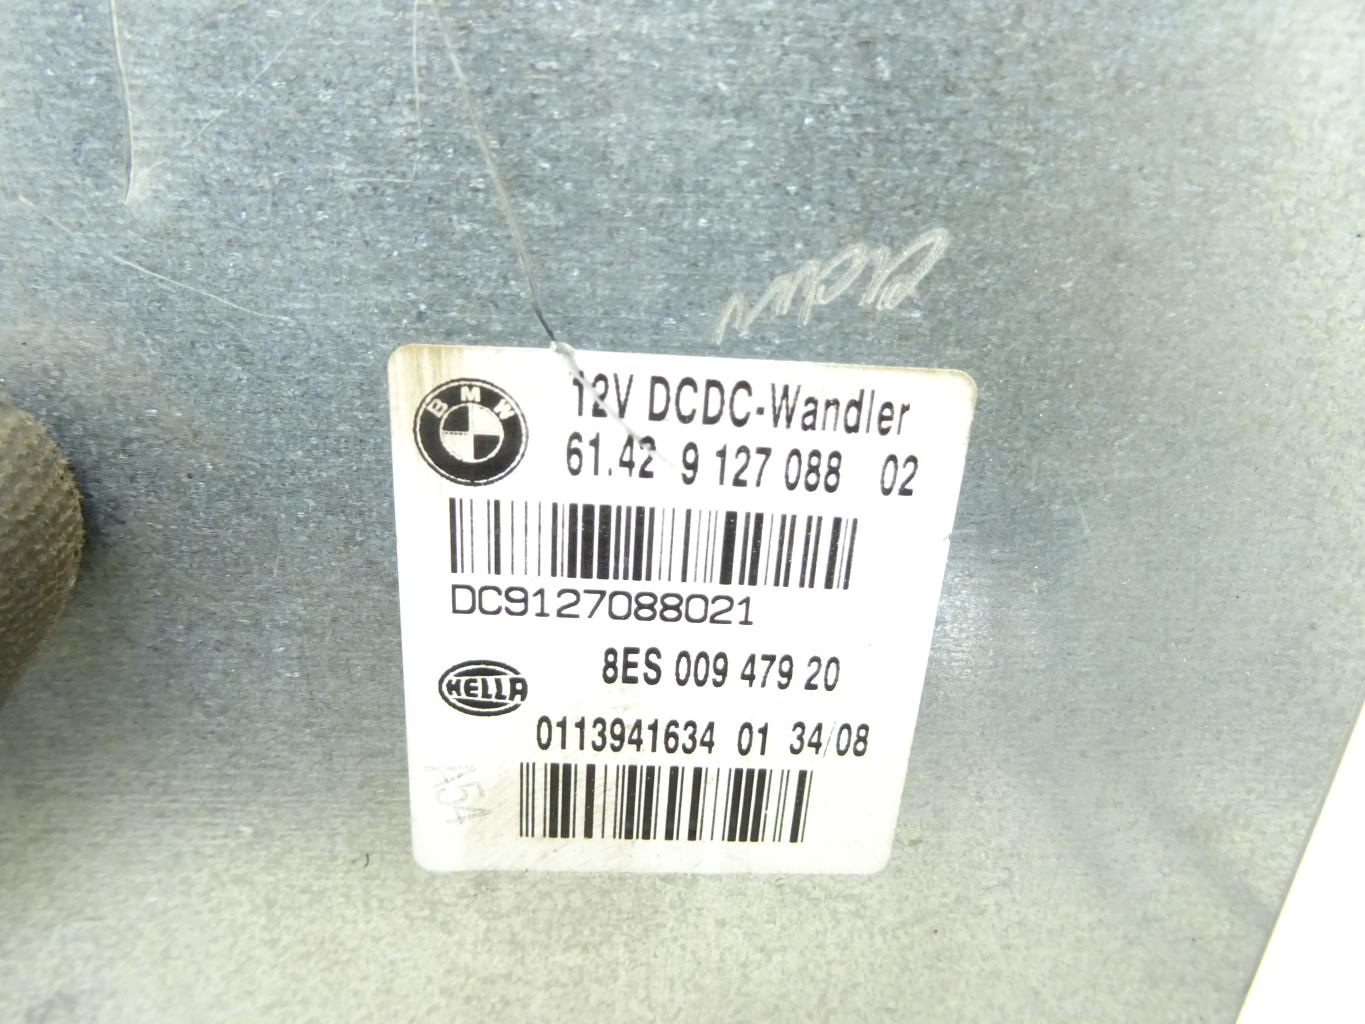 BMW
12V DCDC-Wandler
61.42 9 127 088 02
DC9127088021
8ES 009 479 20
HELLA
0113941634 01 34/08
A54